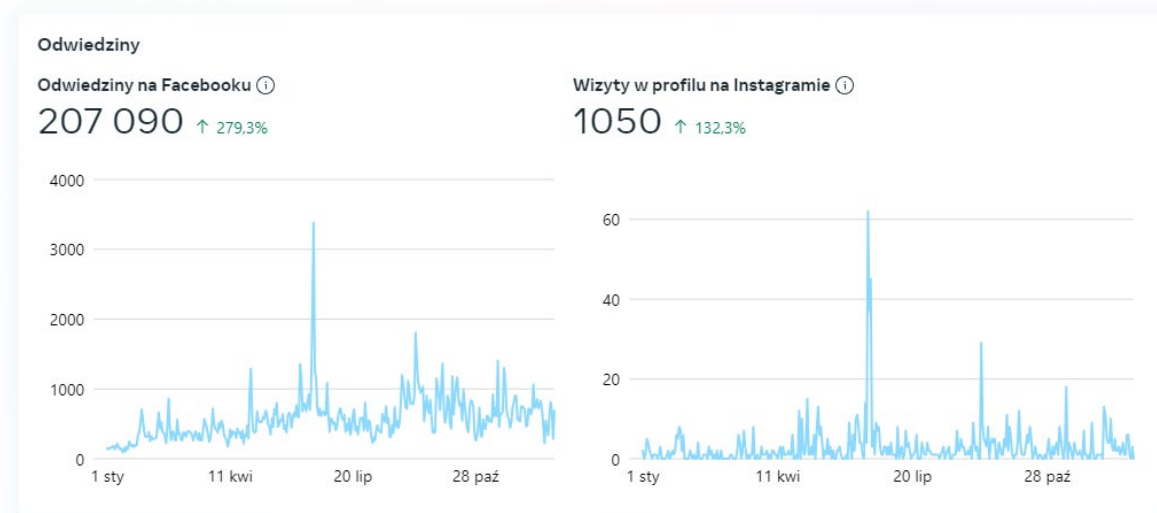 Odwiedziny
Odwiedziny na Facebooku
207 090 ↑ 279,3%
4000
3000
2000
1000
0
1 sty 11 kwi 20 lip 28 paź
Wizyty w profilu na Instagramie
1050 ↑ 132,3%
60
40
20
0
1 sty 11 kwi 20 lip 28 paź